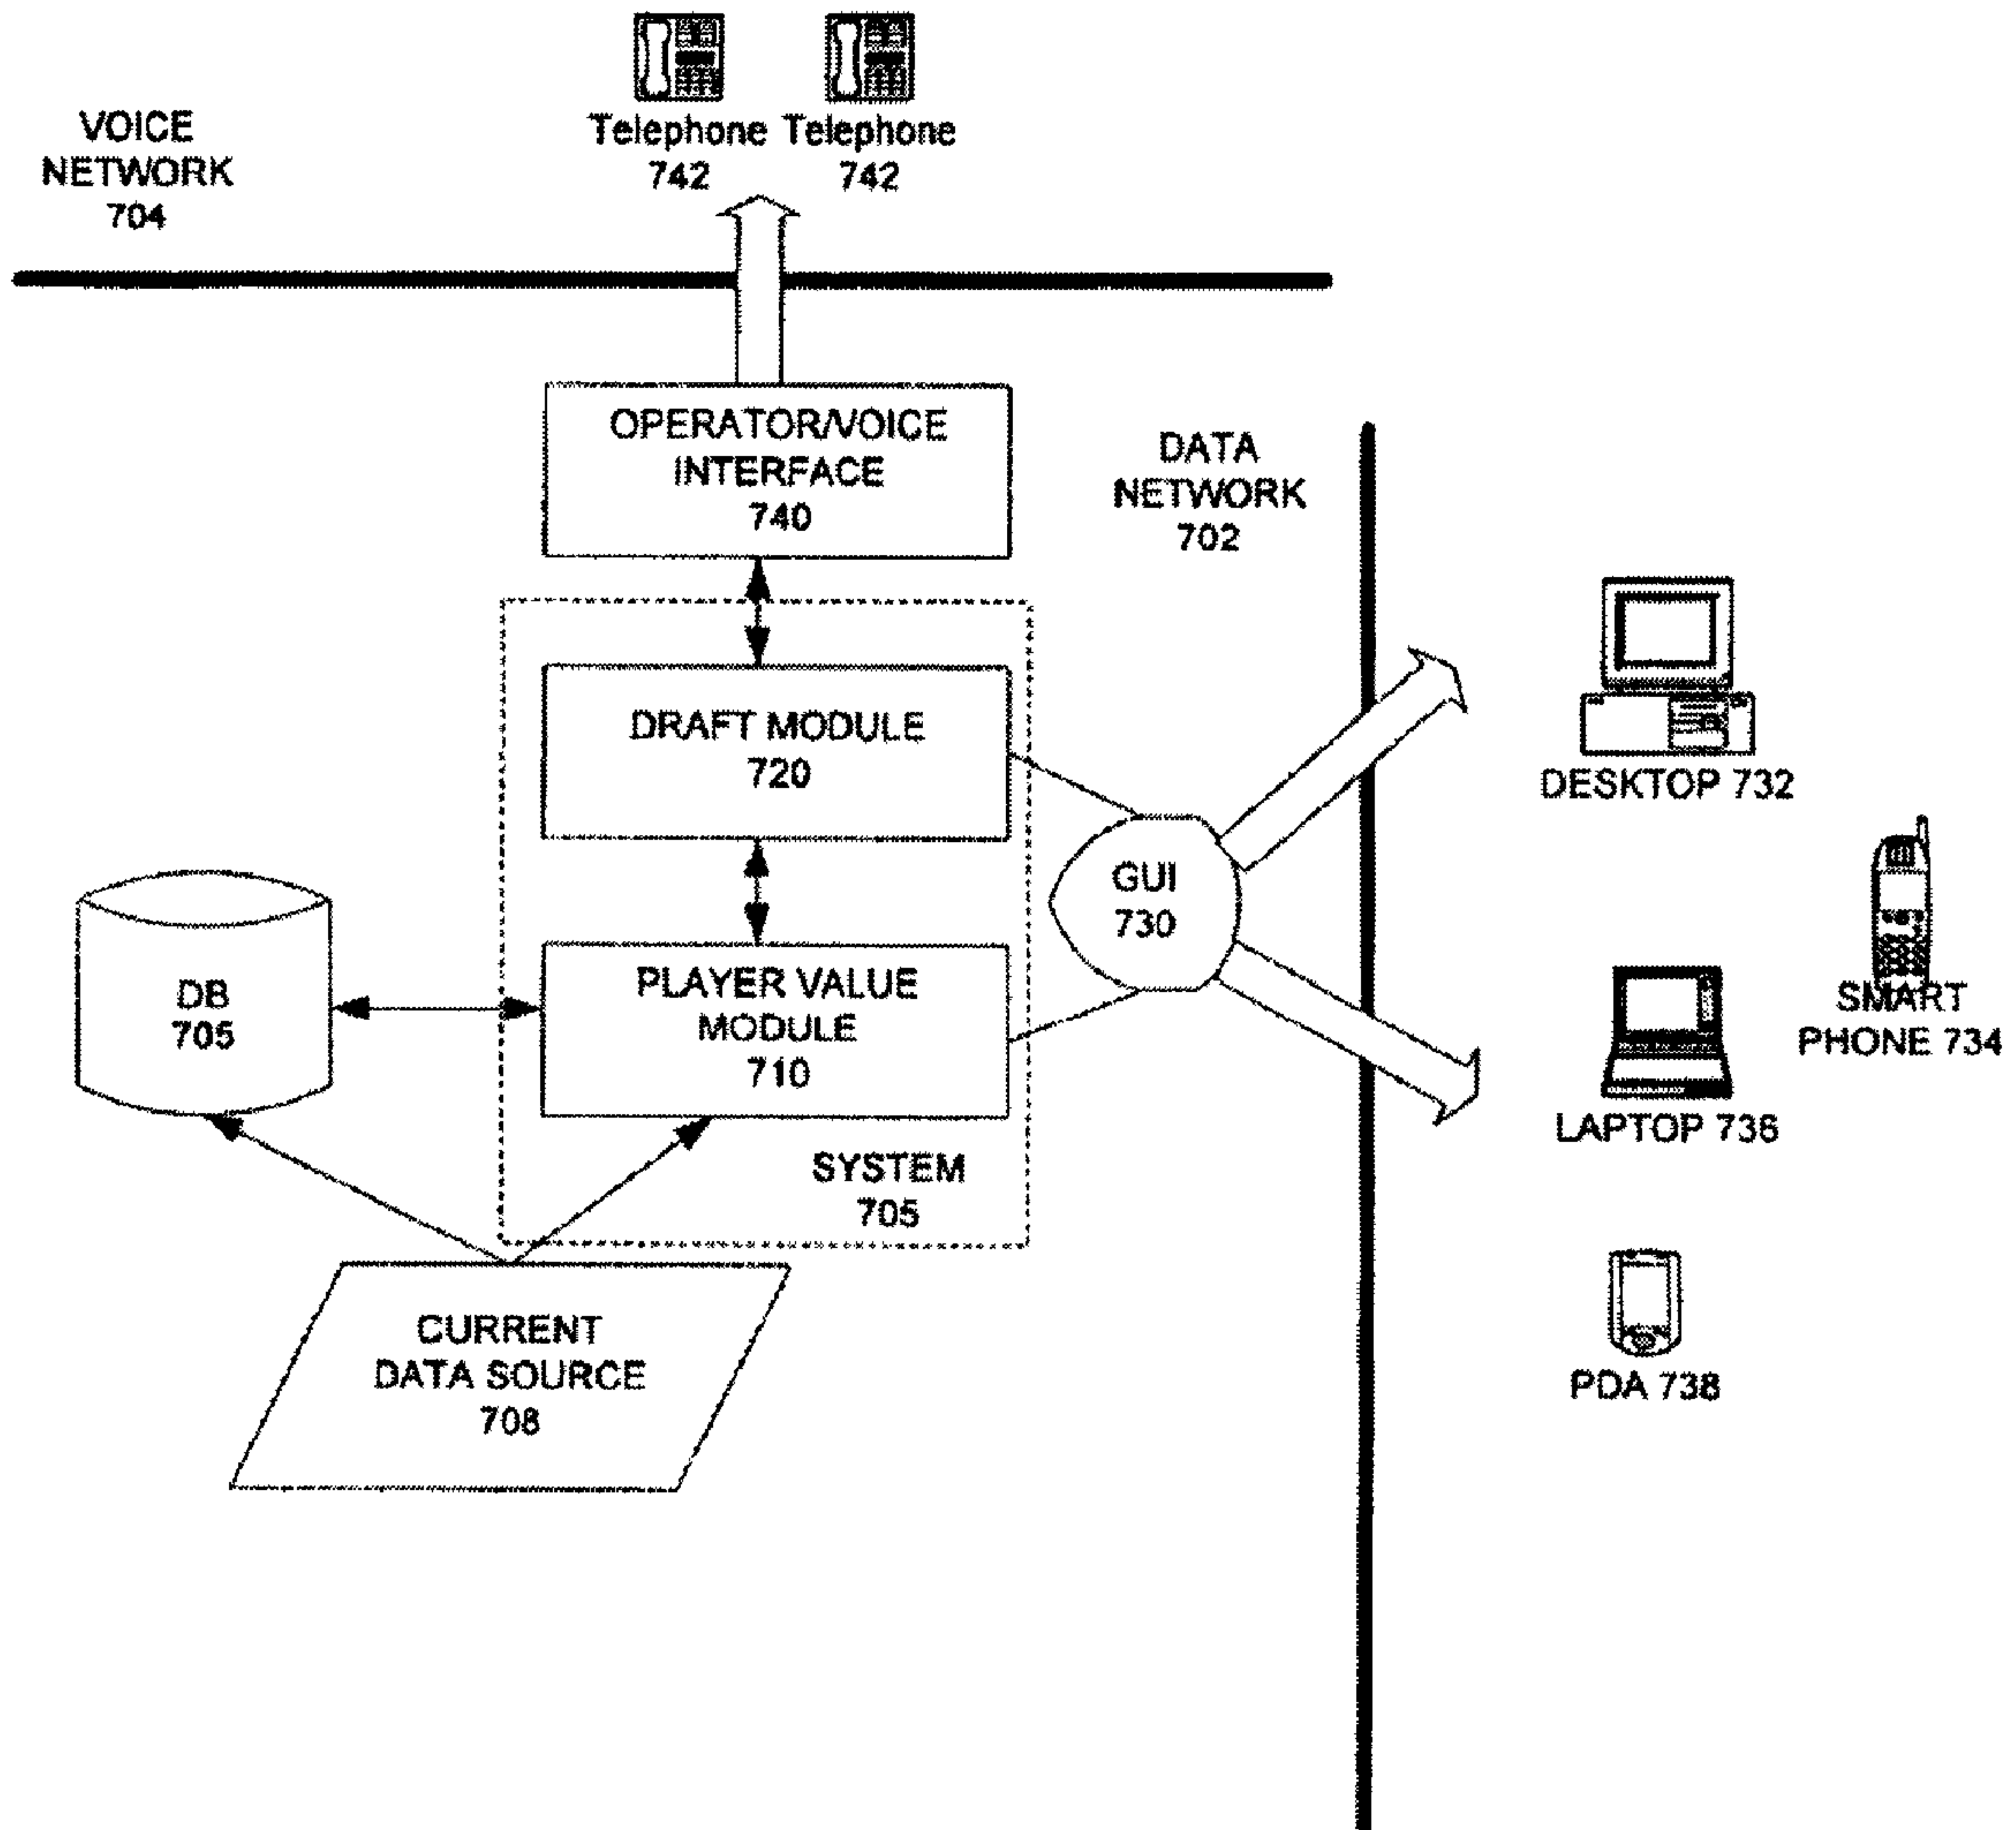 VOICE
NETWORK
704
Telephone
742
Telephone
742
OPERATOR/VOICE
INTERFACE
740
DATA
NETWORK
702
DRAFT MODULE
720
GUI
730
DESKTOP 732
SMART
PHONE 734
DB
705
PLAYER VALUE
MODULE
710
LAPTOP 736
SYSTEM
705
CURRENT
DATA SOURCE
708
PDA 738